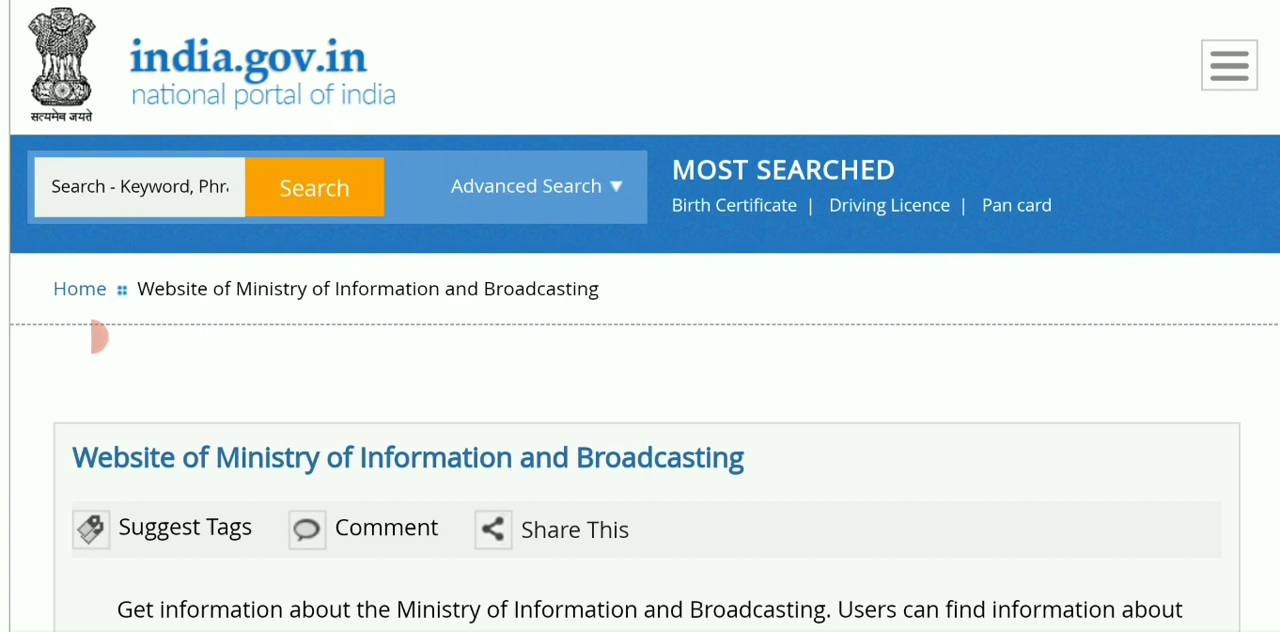 सत्यमेव जयते
india.gov.in
national portal of india
Search - Keyword, Phr
Search
Advanced Search ▼
MOST SEARCHED
Birth Certificate | Driving Licence | Pan card
Home Website of Ministry of Information and Broadcasting
Website of Ministry of Information and Broadcasting
Suggest Tags Comment Share This
Get information about the Ministry of Information and Broadcasting. Users can find information about